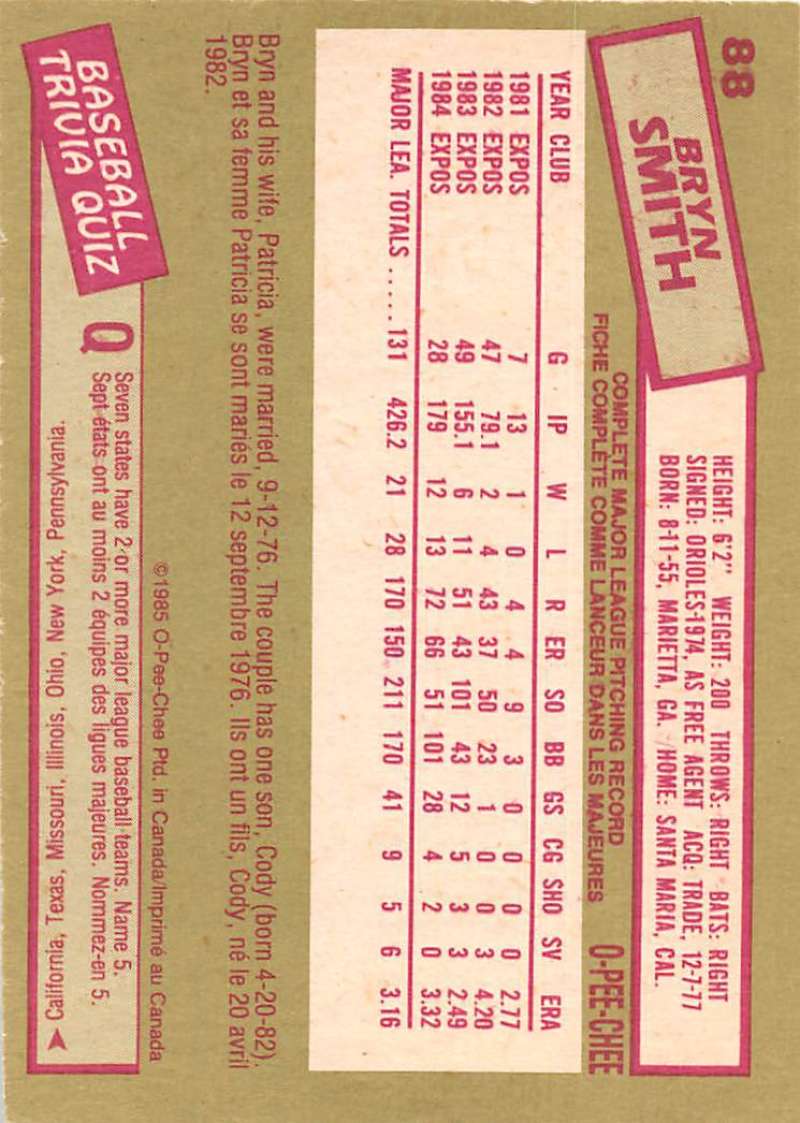 88
BRYN
SMITH
HEIGHT: 6'2" WEIGHT: 200 THROWS: RIGHT BATS: RIGHT
SIGNED: ORIOLES-1974, AS FREE AGENT ACQ: TRADE, 12-7-77
BORN: 8-11-55, MARIETTA, GA. HOME: SANTA MARIA, CAL.
COMPLETE MAJOR LEAGUE PITCHING RECORD
FICHE COMPLÈTE COMME LANCEUR DANS LES MAJEURES O-PEE-CHEE
YEAR CLUB G IP W L R ER SO BB GS CG SHO SV ERA
1981 EXPOS 7 13 1 0 4 4 9 3 0 0 0 0 2.77
1982 EXPOS 47 79.1 2 4 43 37 50 23 1 0 0 3 4.20
1983 EXPOS 49 155.1 6 11 51 43 101 43 12 5 3 3 2.49
1984 EXPOS 28 179 12 13 72 66 51 101 28 4 2 0 3.32
MAJOR LEA. TOTALS ..... 131 426.2 21 28 170 150 211 170 41 9 5 6 3.16
Bryn and his wife, Patricia, were married, 9-12-76. The couple has one son, Cody (born 4-20-82).
Bryn et sa femme Patricia se sont mariés le 12 septembre 1976. Ils ont un fils, Cody, né le 20 avril
1982.
©1985 O-Pee-Chee Ptd. in Canada/Imprimé au Canada
BASEBALL
TRIVIA QUIZ
Q Seven states have 2 or more major league baseball teams. Name 5.
Sept états ont au moins 2 équipes des ligues majeures. Nommez-en 5.
California, Texas, Missouri, Illinois, Ohio, New York, Pennsylvania.